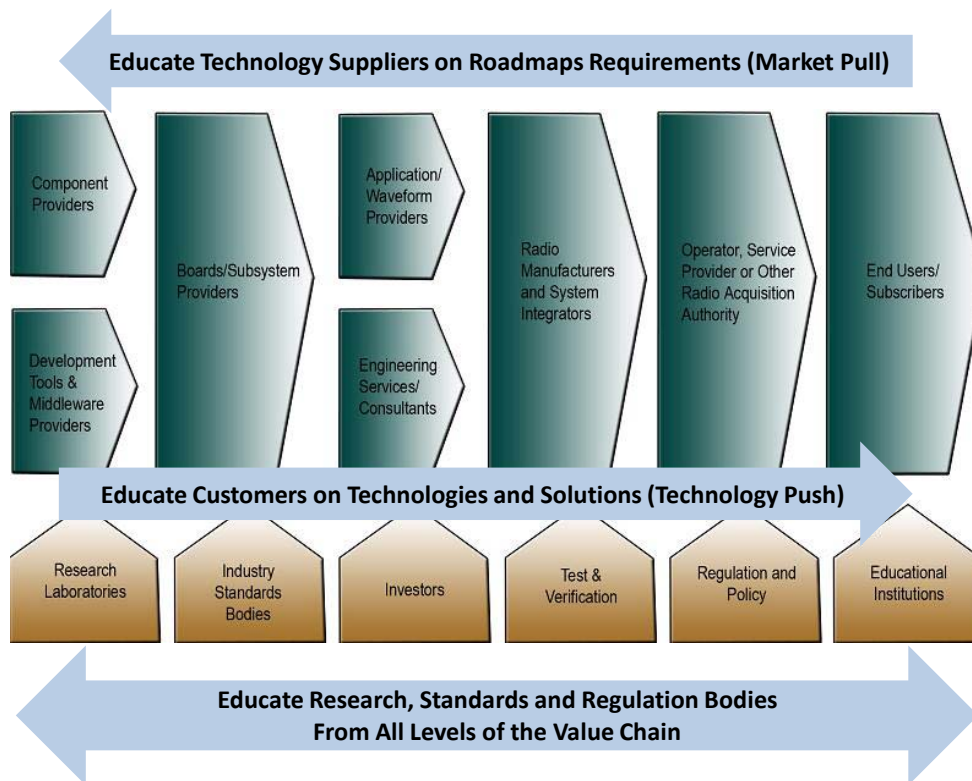 Educate Technology Suppliers on Roadmaps Requirements (Market Pull)
Component
Providers
Development
Tools &
Middleware
Providers
Boards/Subsystem
Providers
Application/
Waveform
Providers
Engineering
Services/
Consultants
Radio
Manufacturers
and System
Integrators
Operator, Service
Provider or Other
Radio Acquisition
Authority
End Users/
Subscribers
Educate Customers on Technologies and Solutions (Technology Push)
Research
Laboratories
Industry
Standards
Bodies
Investors
Test &
Verification
Regulation and
Policy
Educational
Institutions
Educate Research, Standards and Regulation Bodies
From All Levels of the Value Chain